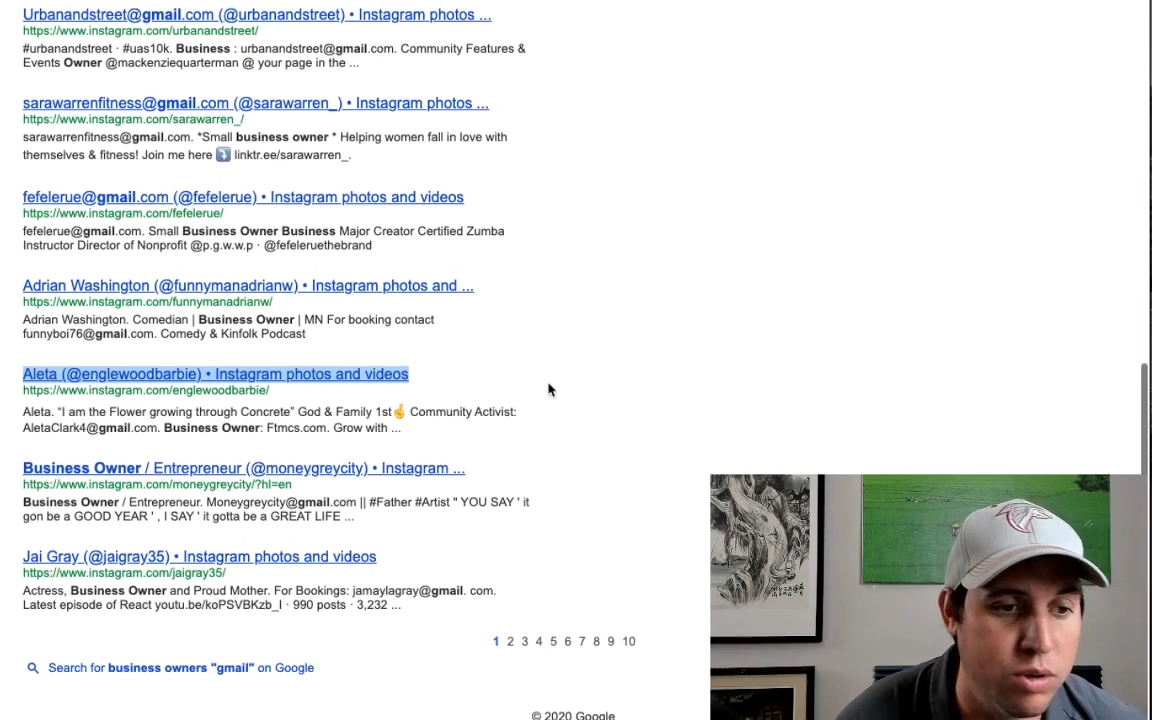 Urbanandstreet@gmail.com (@urbanandstreet) • Instagram photos ...
https://www.instagram.com/urbanandstreet/
#urbanandstreet · #uas10k. Business : urbanandstreet@gmail.com. Community Features &
Events Owner @mackenziequarterman @ your page in the ...
sarawarrenfitness@gmail.com (@sarawarren_) • Instagram photos ...
https://www.instagram.com/sarawarren_/
sarawarrenfitness@gmail.com. *Small business owner * Helping women fall in love with
themselves & fitness! Join me here ⤵️ linktr.ee/sarawarren_.
fefelerue@gmail.com (@fefelerue) • Instagram photos and videos
https://www.instagram.com/fefelerue/
fefelerue@gmail.com. Small Business Owner Business Major Creator Certified Zumba
Instructor Director of Nonprofit @p.g.w.w.p · @fefeleruethebrand
Adrian Washington (@funnymanadrianw) • Instagram photos and ...
https://www.instagram.com/funnymanadrianw/
Adrian Washington. Comedian | Business Owner | MN For booking contact
funnyboi76@gmail.com. Comedy & Kinfolk Podcast
Aleta (@englewoodbarbie) • Instagram photos and videos
https://www.instagram.com/englewoodbarbie/
Aleta. “I am the Flower growing through Concrete” God & Family 1st☝️ Community Activist:
AletaClark4@gmail.com. Business Owner: Ftmcs.com. Grow with ...
Business Owner / Entrepreneur (@moneygreycity) • Instagram ...
https://www.instagram.com/moneygreycity/?hl=en
Business Owner / Entrepreneur. Moneygreycity@gmail.com || #Father #Artist " YOU SAY ' it
gon be a GOOD YEAR ' , I SAY ' it gotta be a GREAT LIFE ...
Jai Gray (@jaigray35) • Instagram photos and videos
https://www.instagram.com/jaigray35/
Actress, Business Owner and Proud Mother. For Bookings: jamaylagray@gmail. com.
Latest episode of React youtu.be/koPSVBKzb_I · 990 posts · 3,232 ...
1 2 3 4 5 6 7 8 9 10
Search for business owners "gmail" on Google
© 2020 Google